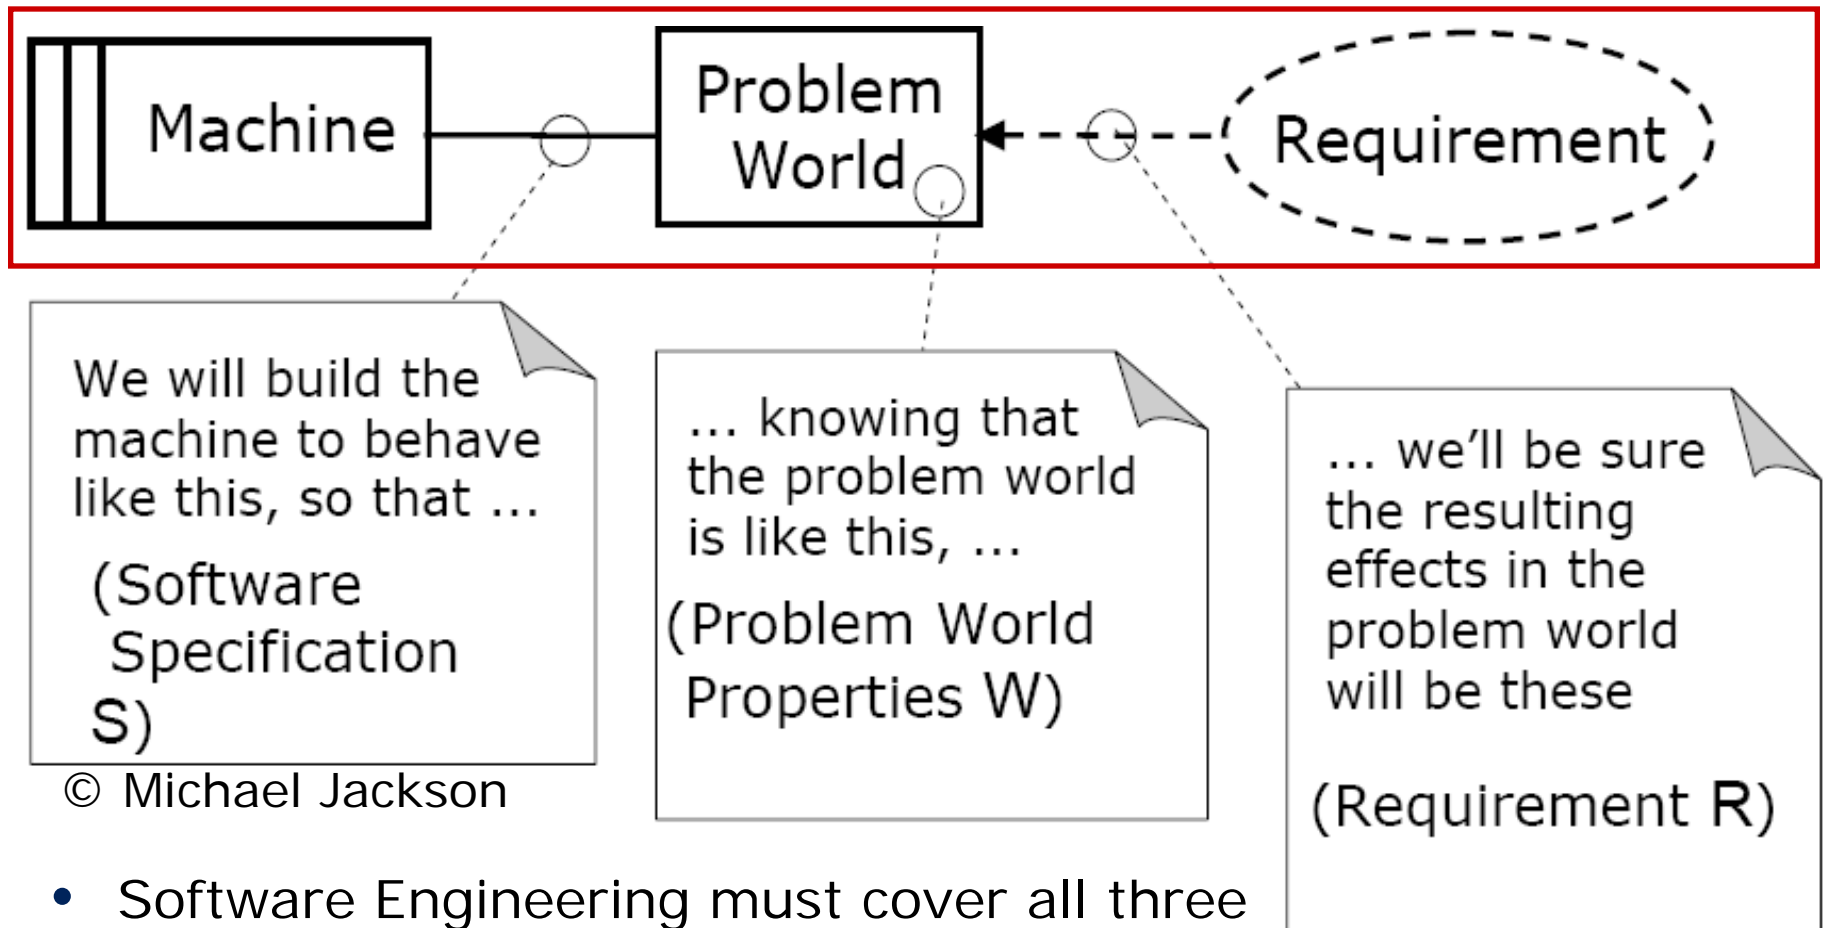 Machine
Problem
World
Requirement
We will build the
machine to behave
like this, so that ...
(Software
Specification
S)
... knowing that
the problem world
is like this, ...
(Problem World
Properties W)
... we'll be sure
the resulting
effects in the
problem world
will be these
(Requirement R)
© Michael Jackson
• Software Engineering must cover all three